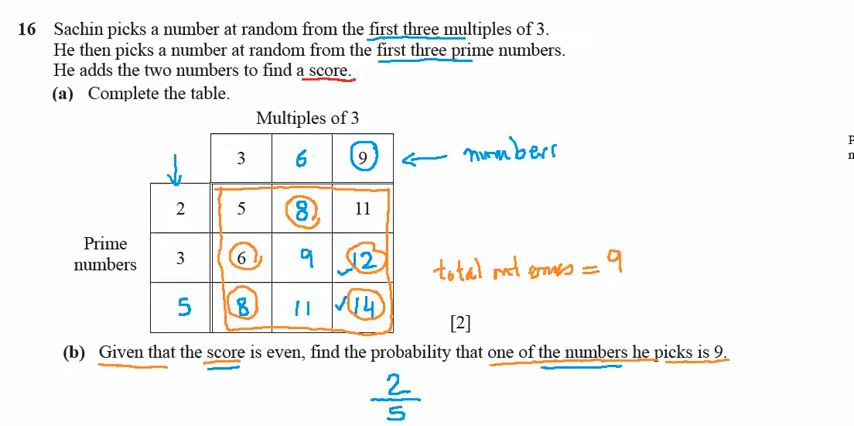 16 Sachin picks a number at random from the first three multiples of 3.
He then picks a number at random from the first three prime numbers.
He adds the two numbers to find a score.
(a) Complete the table.
Multiples of 3
3 6 9 ← numbers
2 5 8 11
Prime numbers
3 6 9 12
total out comes = 9
5 8 11 14
[2]
(b) Given that the score is even, find the probability that one of the numbers he picks is 9.
2/5